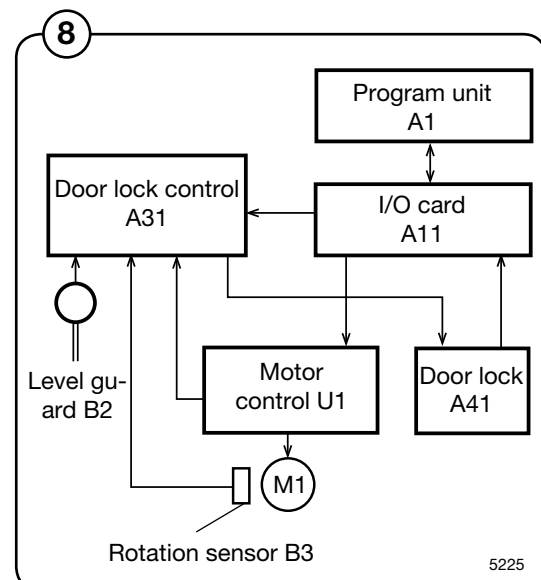 8
Program unit
A1
Door lock control
A31
I/O card
A11
Level gu-
ard B2
Motor
control U1
Door lock
A41
M1
Rotation sensor B3
5225